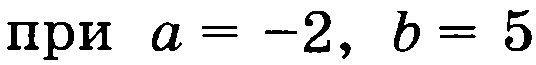 при a = −2, b = 5